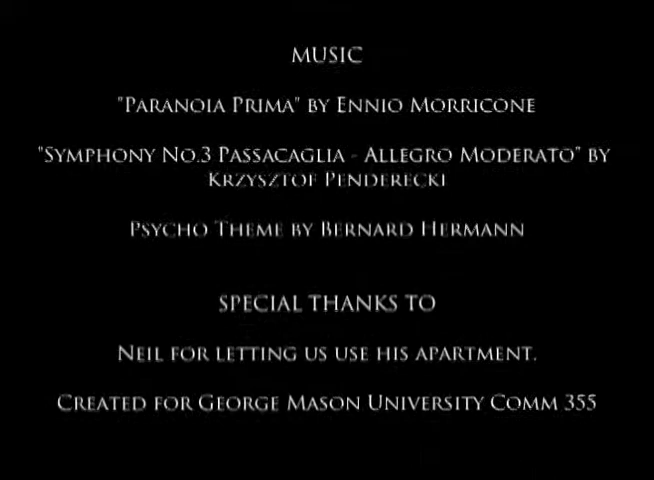 MUSIC
"PARANOIA PRIMA" BY ENNIO MORRICONE
"SYMPHONY NO.3 PASSACAGLIA - ALLEGRO MODERATO" BY
KRZYSZTOF PENDERECKI
PSYCHO THEME BY BERNARD HERMANN
SPECIAL THANKS TO
NEIL FOR LETTING US USE HIS APARTMENT.
CREATED FOR GEORGE MASON UNIVERSITY COMM 355